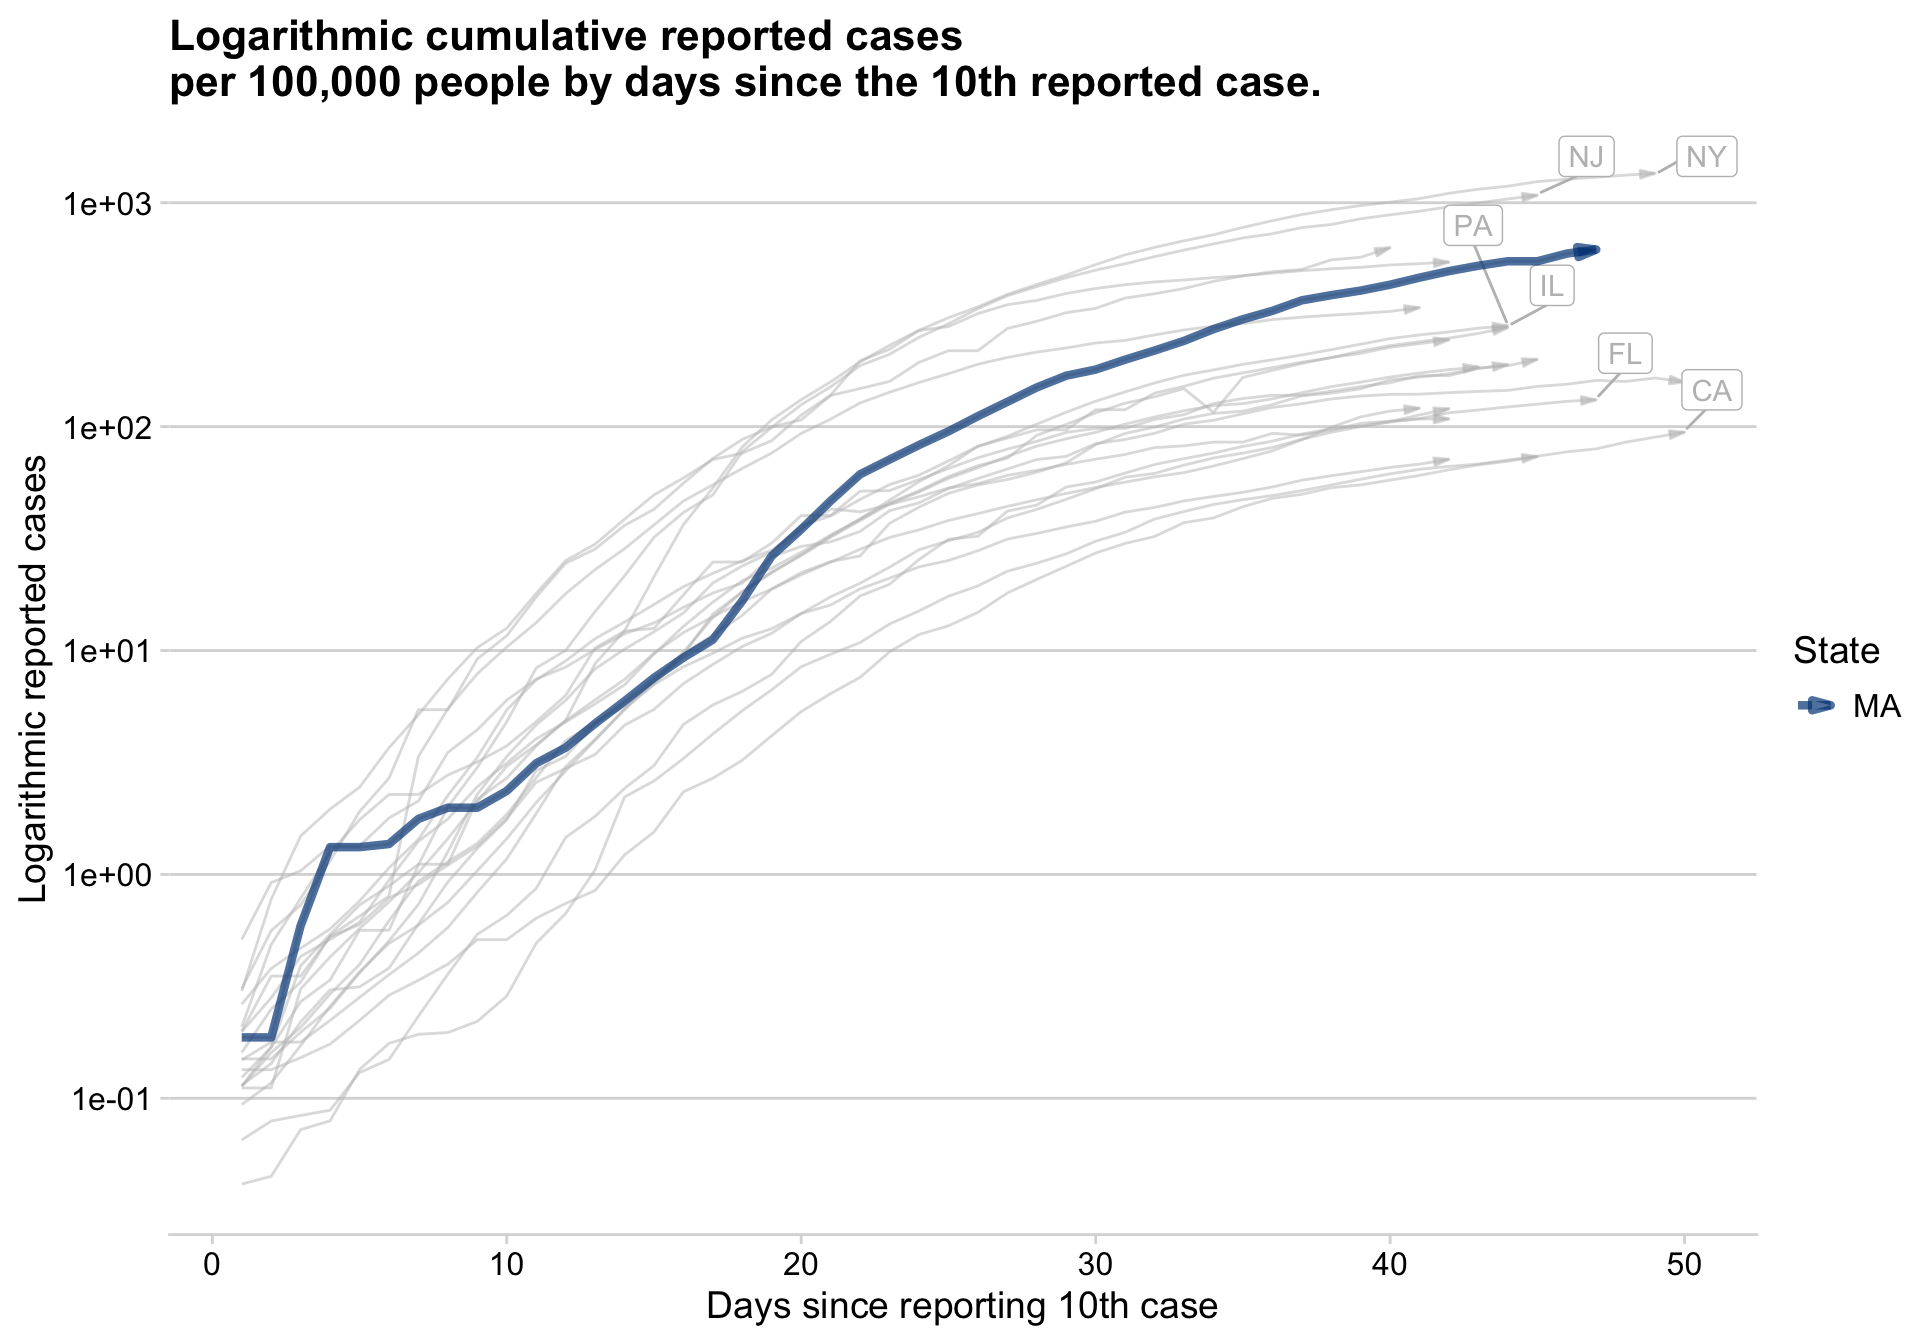 Logarithmic cumulative reported cases
per 100,000 people by days since the 10th reported case.
NJ
NY
1e+03
PA
IL
FL
CA
1e+02
Logarithmic reported cases
1e+01
State
MA
1e+00
1e-01
0
10
20
30
40
50
Days since reporting 10th case